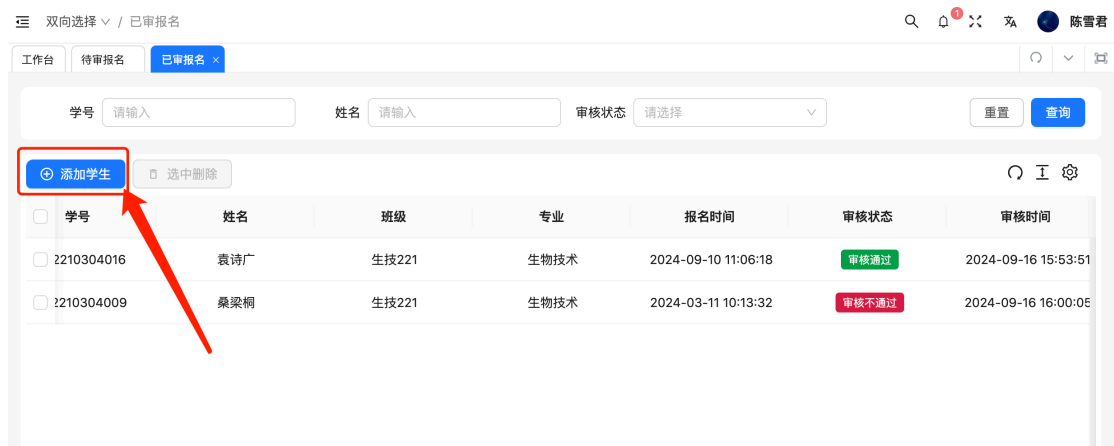 双向选择 / 已审报名 1 陈雪君
工作台 待审报名 已审报名 ×
学号 请输入 姓名 请输入 审核状态 请选择 重置 查询
添加学生 选中删除
学号 姓名 班级 专业 报名时间 审核状态 审核时间
2210304016 袁诗广 生技221 生物技术 2024-09-10 11:06:18 审核通过 2024-09-16 15:53:51
2210304009 桑梁桐 生技221 生物技术 2024-03-11 10:13:32 审核不通过 2024-09-16 16:00:05